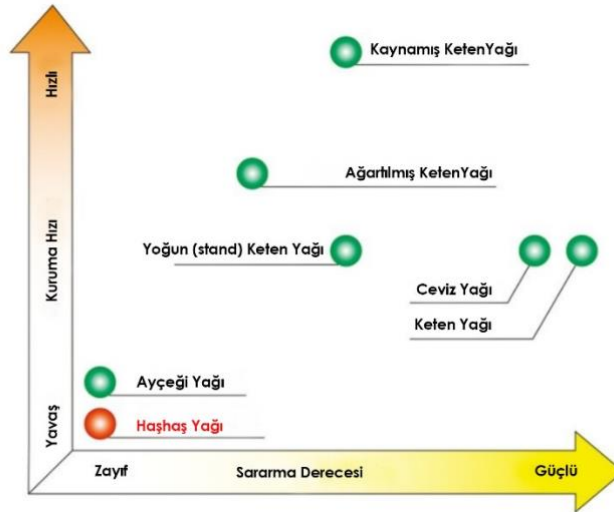 Kaynamış KetenYağı
Hızlı
Ağartılmış KetenYağı
Yoğun (stand) Keten Yağı
Kuruma Hızı
Ceviz Yağı
Keten Yağı
Ayçeği Yağı
Haşhaş Yağı
Yavaş
Zayıf
Sararma Derecesi
Güçlü